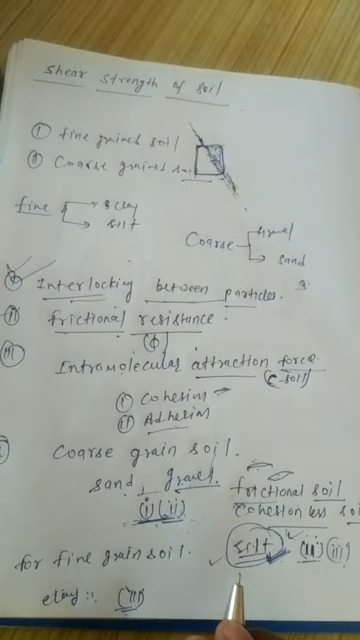 Shear strength of soil
(i) fine grained soil
(ii) Coarse grained soil
fine → clay
→ silt
Coarse gravel
→ sand
(i) Interlocking between particles.
(ii) frictional resistance.
ϕ
(iii) Intramolecular attraction force
(C-soil)
(i) Cohesion
(ii) Adhesion
Coarse grain soil.
sand, gravel.
(i) (ii)
frictional soil
Cohesion less
for fine grain soil.
silt (ii) (iii)
clay:- (iii)